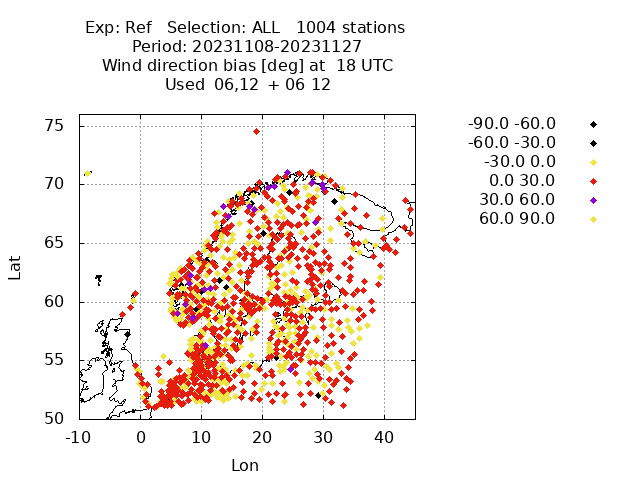 Exp: Ref   Selection: ALL   1004 stations
Period: 20231108-20231127
Wind direction bias [deg] at  18 UTC
Used  06,12  + 06 12
-90.0 -60.0
-60.0 -30.0
-30.0 0.0
0.0 30.0
30.0 60.0
60.0 90.0
75
70
65
60
55
50
Lat
-10 0 10 20 30 40
Lon